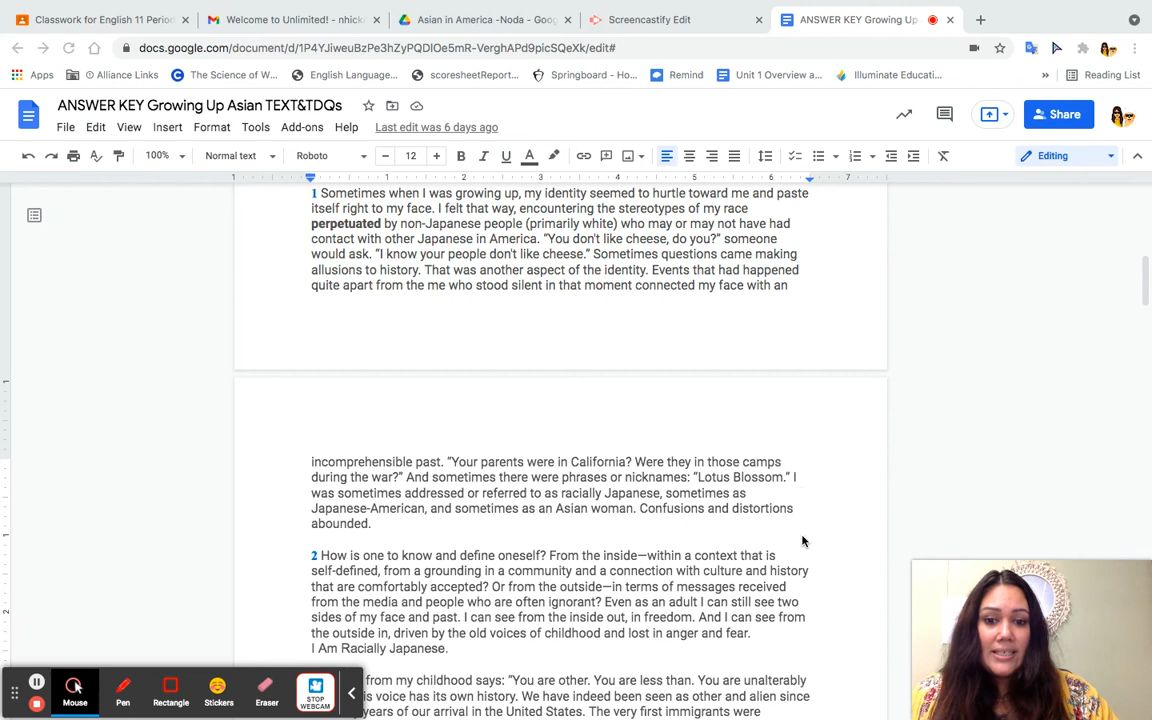 Classwork for English 11 Period
Welcome to Unlimited! - nhick
Asian in America -Noda - Goog
Screencastify Edit
ANSWER KEY Growing Up
docs.google.com/document/d/1P4YJiweuBzPe3hZyPQDIOe5mR-VerghAPd9picSQeXk/edit#
Apps
Alliance Links
The Science of W...
English Language...
scoresheetReport...
Springboard - Ho...
Remind
Unit 1 Overview a...
Illuminate Educati...
»
Reading List
ANSWER KEY Growing Up Asian TEXT&TDQs
File Edit View Insert Format Tools Add-ons Help Last edit was 6 days ago
Share
100% Normal text Roboto 12 B I U A Editing
1 1 2 3 4 5 6 7
1 Sometimes when I was growing up, my identity seemed to hurtle toward me and paste
itself right to my face. I felt that way, encountering the stereotypes of my race
perpetuated by non-Japanese people (primarily white) who may or may not have had
contact with other Japanese in America. “You don't like cheese, do you?” someone
would ask. “I know your people don't like cheese.” Sometimes questions came making
allusions to history. That was another aspect of the identity. Events that had happened
quite apart from the me who stood silent in that moment connected my face with an
incomprehensible past. “Your parents were in California? Were they in those camps
during the war?” And sometimes there were phrases or nicknames: “Lotus Blossom.” I
was sometimes addressed or referred to as racially Japanese, sometimes as
Japanese-American, and sometimes as an Asian woman. Confusions and distortions
abounded.
2 How is one to know and define oneself? From the inside—within a context that is
self-defined, from a grounding in a community and a connection with culture and history
that are comfortably accepted? Or from the outside—in terms of messages received
from the media and people who are often ignorant? Even as an adult I can still see two
sides of my face and past. I can see from the inside out, in freedom. And I can see from
the outside in, driven by the old voices of childhood and lost in anger and fear.
I Am Racially Japanese.
from my childhood says: “You are other. You are less than. You are unalterably
is voice has its own history. We have indeed been seen as other and alien since
years of our arrival in the United States. The very first immigrants were
1
2
Mouse
Pen
Rectangle
Stickers
Eraser
STOP
WEBCAM